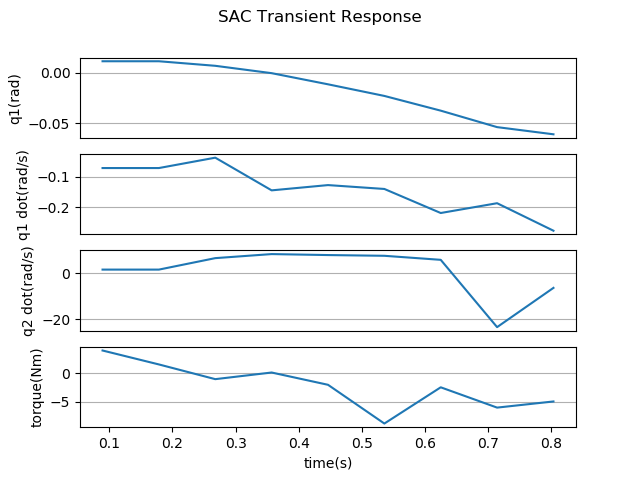 SAC Transient Response
q1(rad)
0.00
−0.05
q1 dot(rad/s)
−0.1
−0.2
q2 dot(rad/s)
0
−20
torque(Nm)
0
−5
0.1 0.2 0.3 0.4 0.5 0.6 0.7 0.8
time(s)